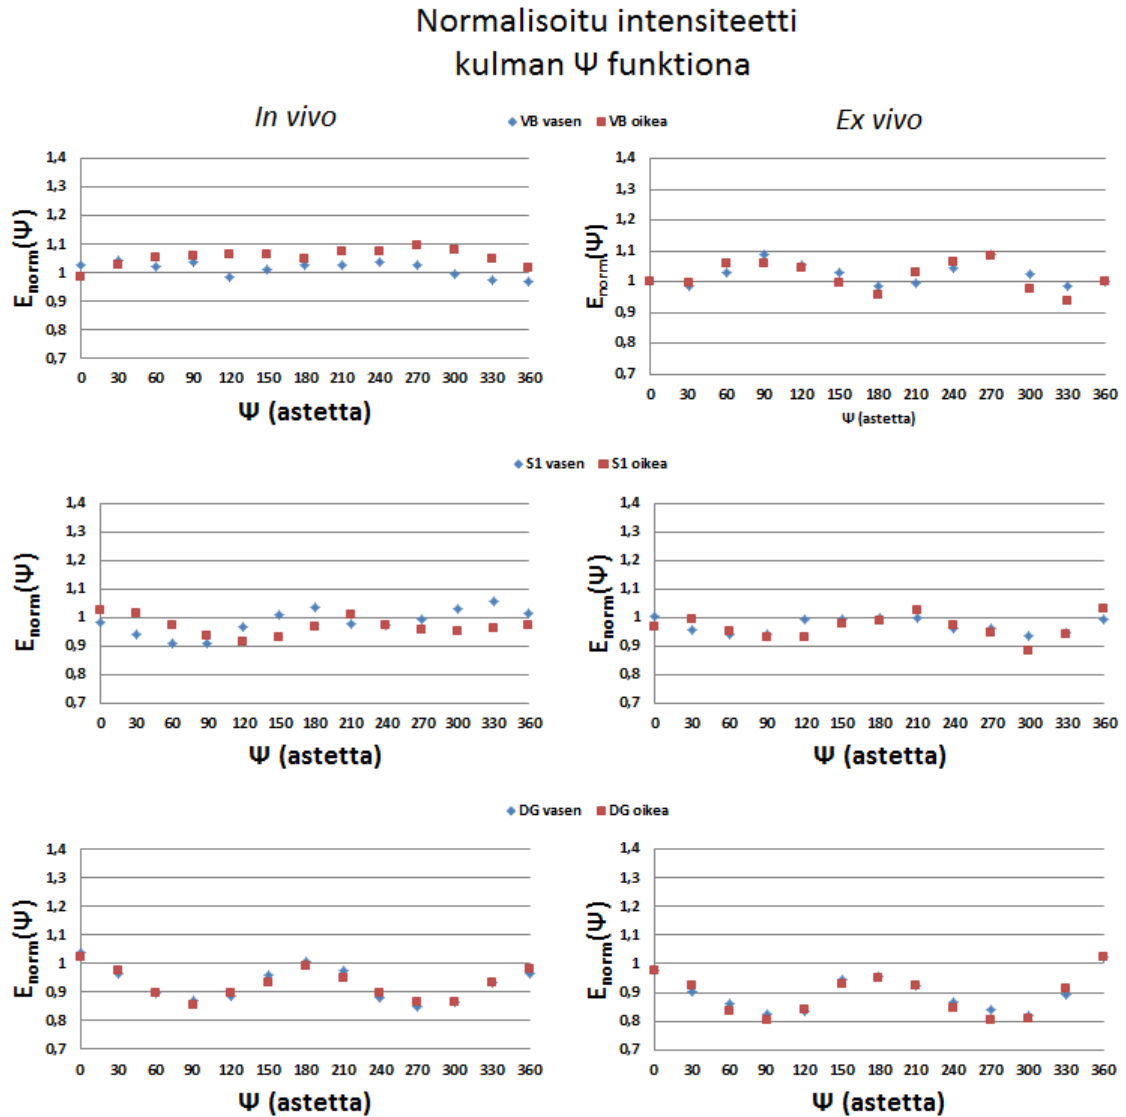 Normalisoitu intensiteetti
kulman Ψ funktiona
In vivo
VB vasen VB oikea
Ex vivo
1,4
1,3
1,2
1,1
1
0,9
0,8
0,7
Enorm(Ψ)
0 30 60 90 120 150 180 210 240 270 300 330 360
Ψ (astetta)
1,4
1,3
1,2
1,1
1
0,9
0,8
0,7
Enorm(Ψ)
0 30 60 90 120 150 180 210 240 270 300 330 360
Ψ (astetta)
S1 vasen S1 oikea
1,4
1,3
1,2
1,1
1
0,9
0,8
0,7
Enorm(Ψ)
0 30 60 90 120 150 180 210 240 270 300 330 360
Ψ (astetta)
1,4
1,3
1,2
1,1
1
0,9
0,8
0,7
Enorm(Ψ)
0 30 60 90 120 150 180 210 240 270 300 330 360
Ψ (astetta)
DG vasen DG oikea
1,4
1,3
1,2
1,1
1
0,9
0,8
0,7
Enorm(Ψ)
0 30 60 90 120 150 180 210 240 270 300 330 360
Ψ (astetta)
1,4
1,3
1,2
1,1
1
0,9
0,8
0,7
Enorm(Ψ)
0 30 60 90 120 150 180 210 240 270 300 330 360
Ψ (astetta)